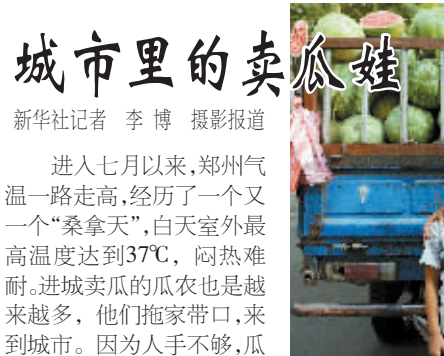 城市里的卖瓜娃
新华社记者 李 博 摄影报道
进入七月以来,郑州气
温一路走高,经历了一个又
一个“桑拿天”,白天室外最
高温度达到37℃, 闷热难
耐。进城卖瓜的瓜农也是越
来越多, 他们拖家带口,来
到城市。因为人手不够,瓜